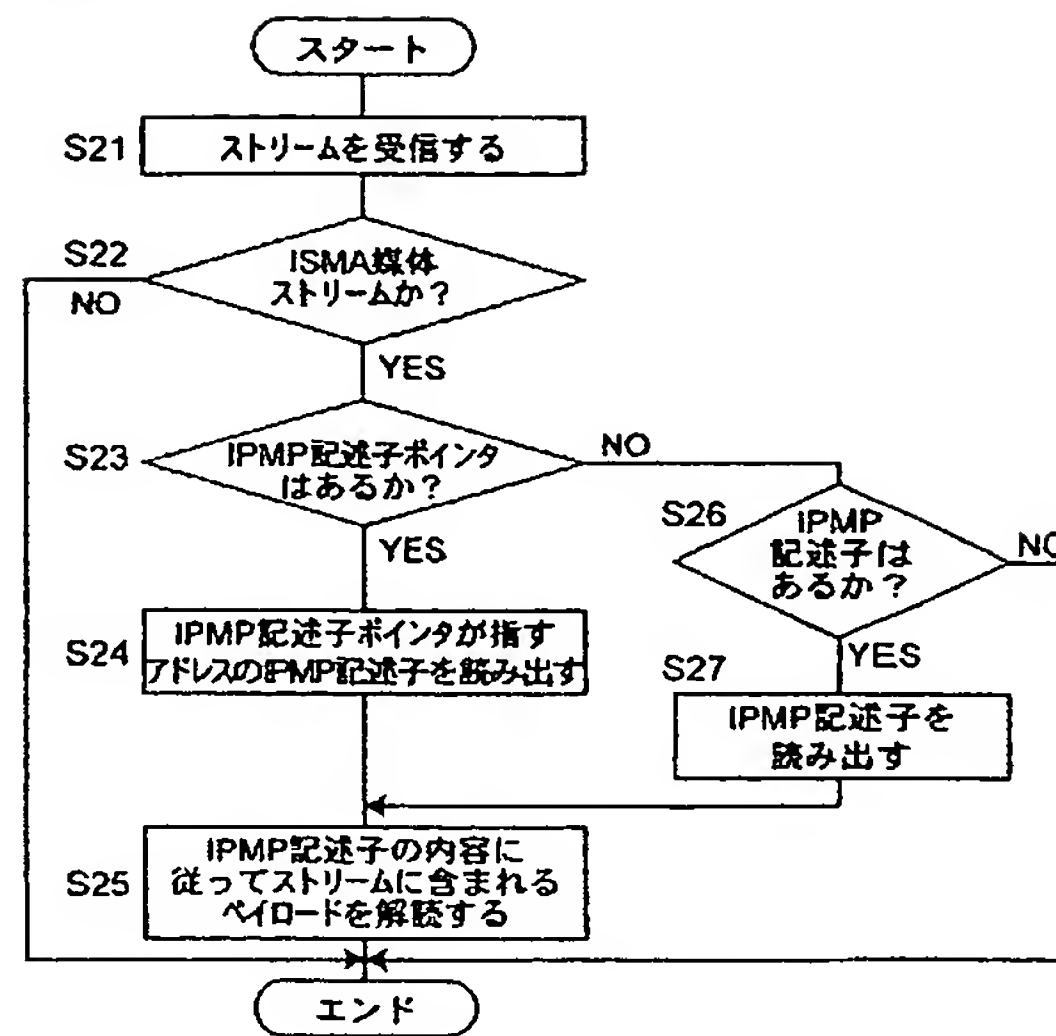 スタート
S21
ストリームを受信する
S22
ISMA媒体
ストリームか？
NO
YES
S23
IPMP記述子ポインタ
はあるか？
NO
YES
S26
IPMP
記述子は
あるか？
NO
YES
S24
IPMP記述子ポインタが指す
アドレスのIPMP記述子を読み出す
S27
IPMP記述子を
読み出す
S25
IPMP記述子の内容に
従ってストリームに含まれる
ペイロードを解読する
エンド